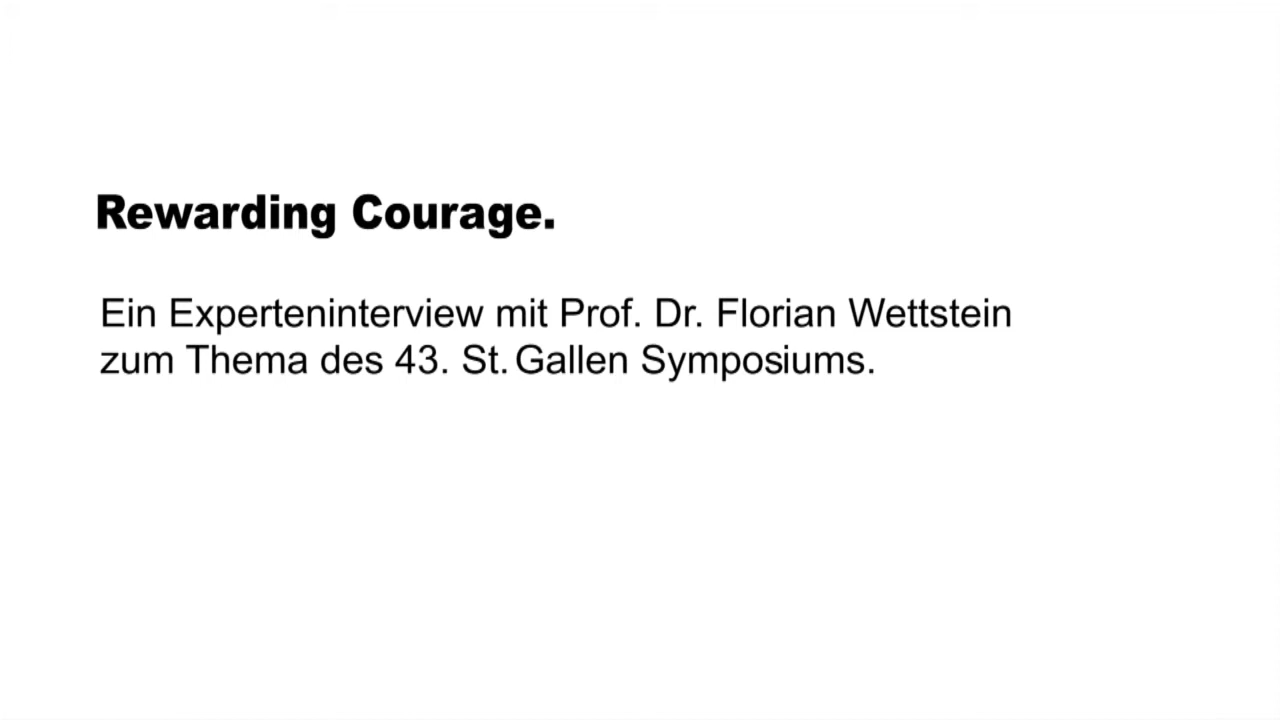 Rewarding Courage.
Ein Experteninterview mit Prof. Dr. Florian Wettstein
zum Thema des 43. St. Gallen Symposiums.